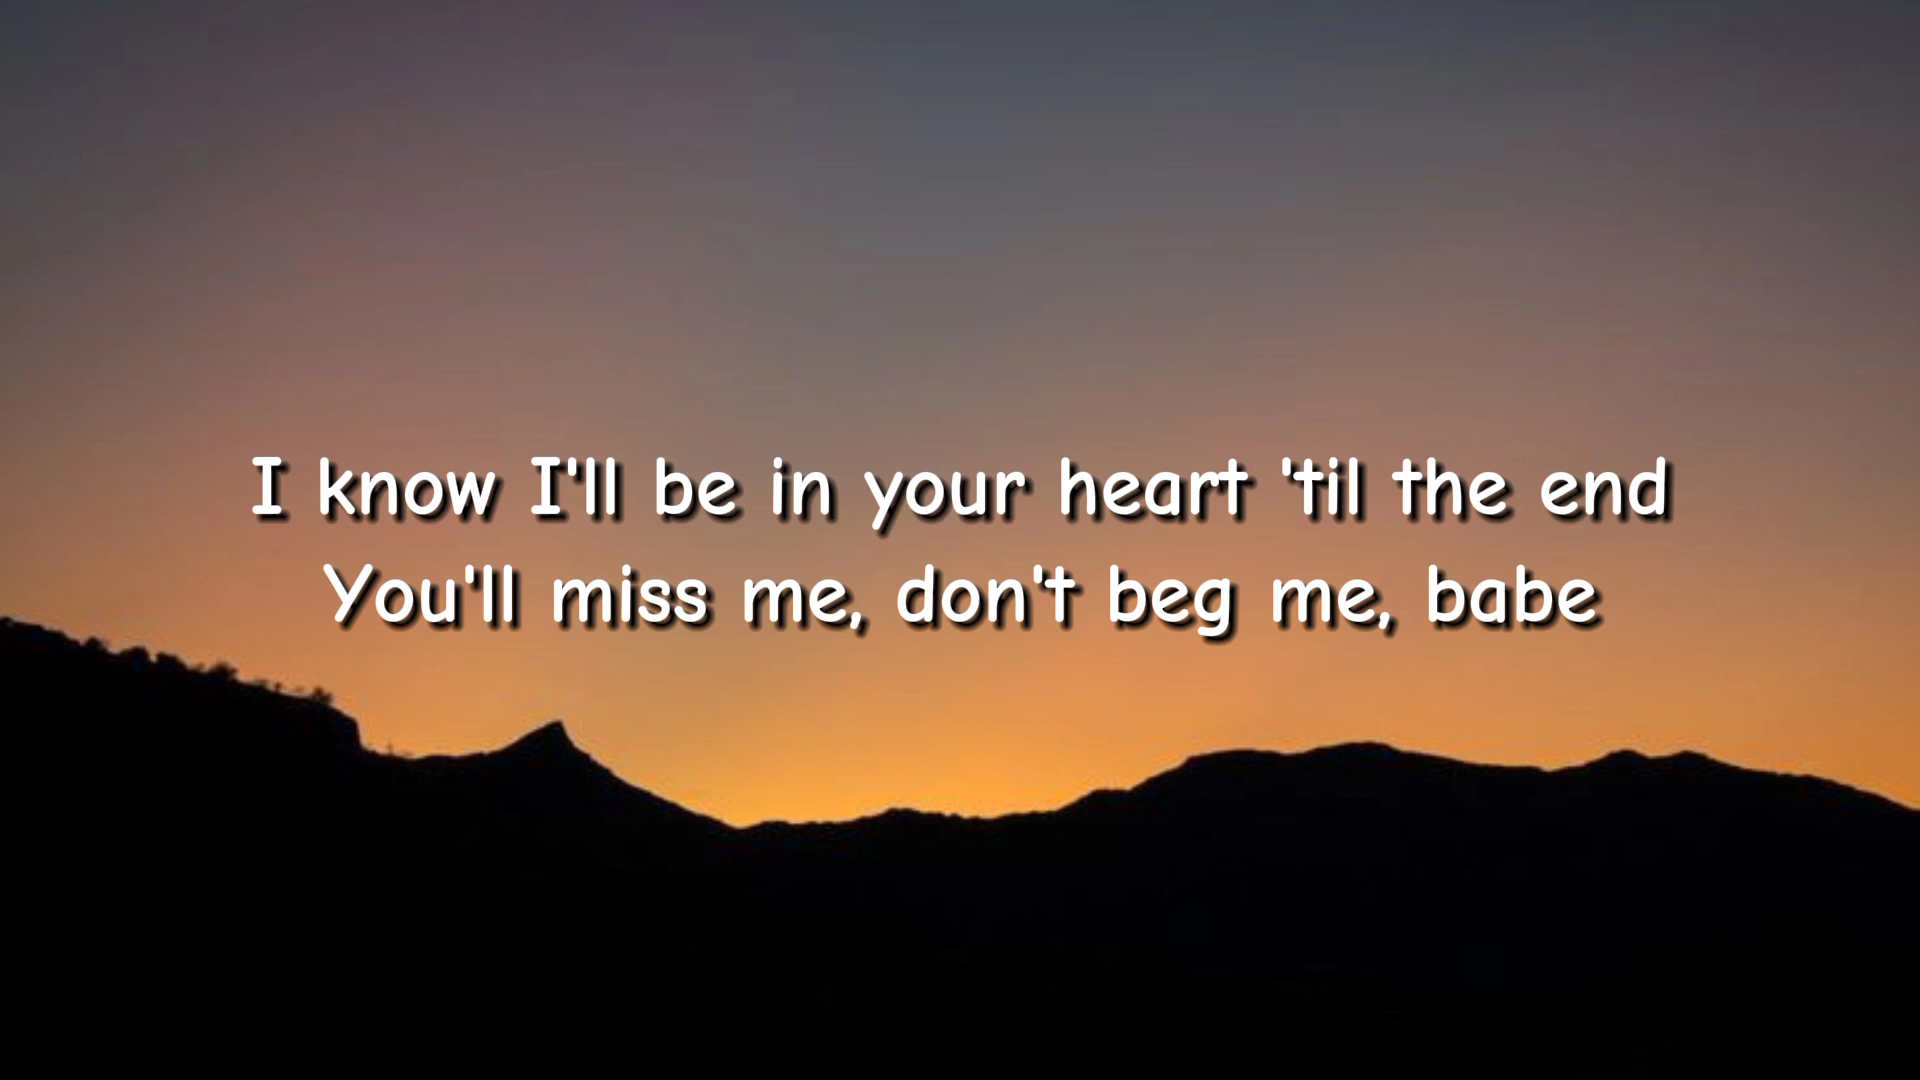 I know I'll be in your heart 'til the end
You'll miss me, don't beg me, babe